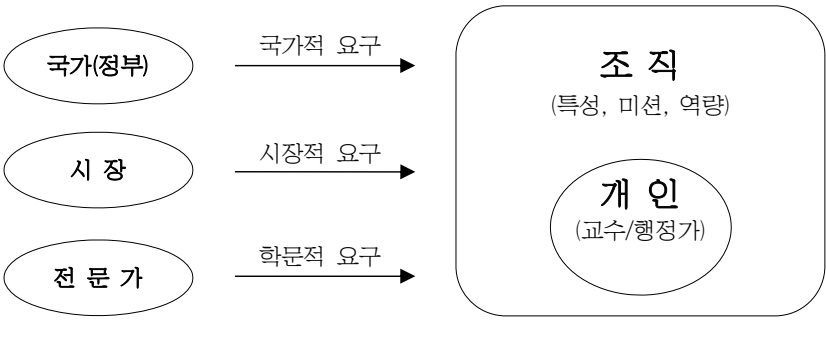 국가(정부)
국가적 요구
시 장
시장적 요구
전 문 가
학문적 요구
조 직
(특성, 미션, 역량)
개 인
(교수/행정가)